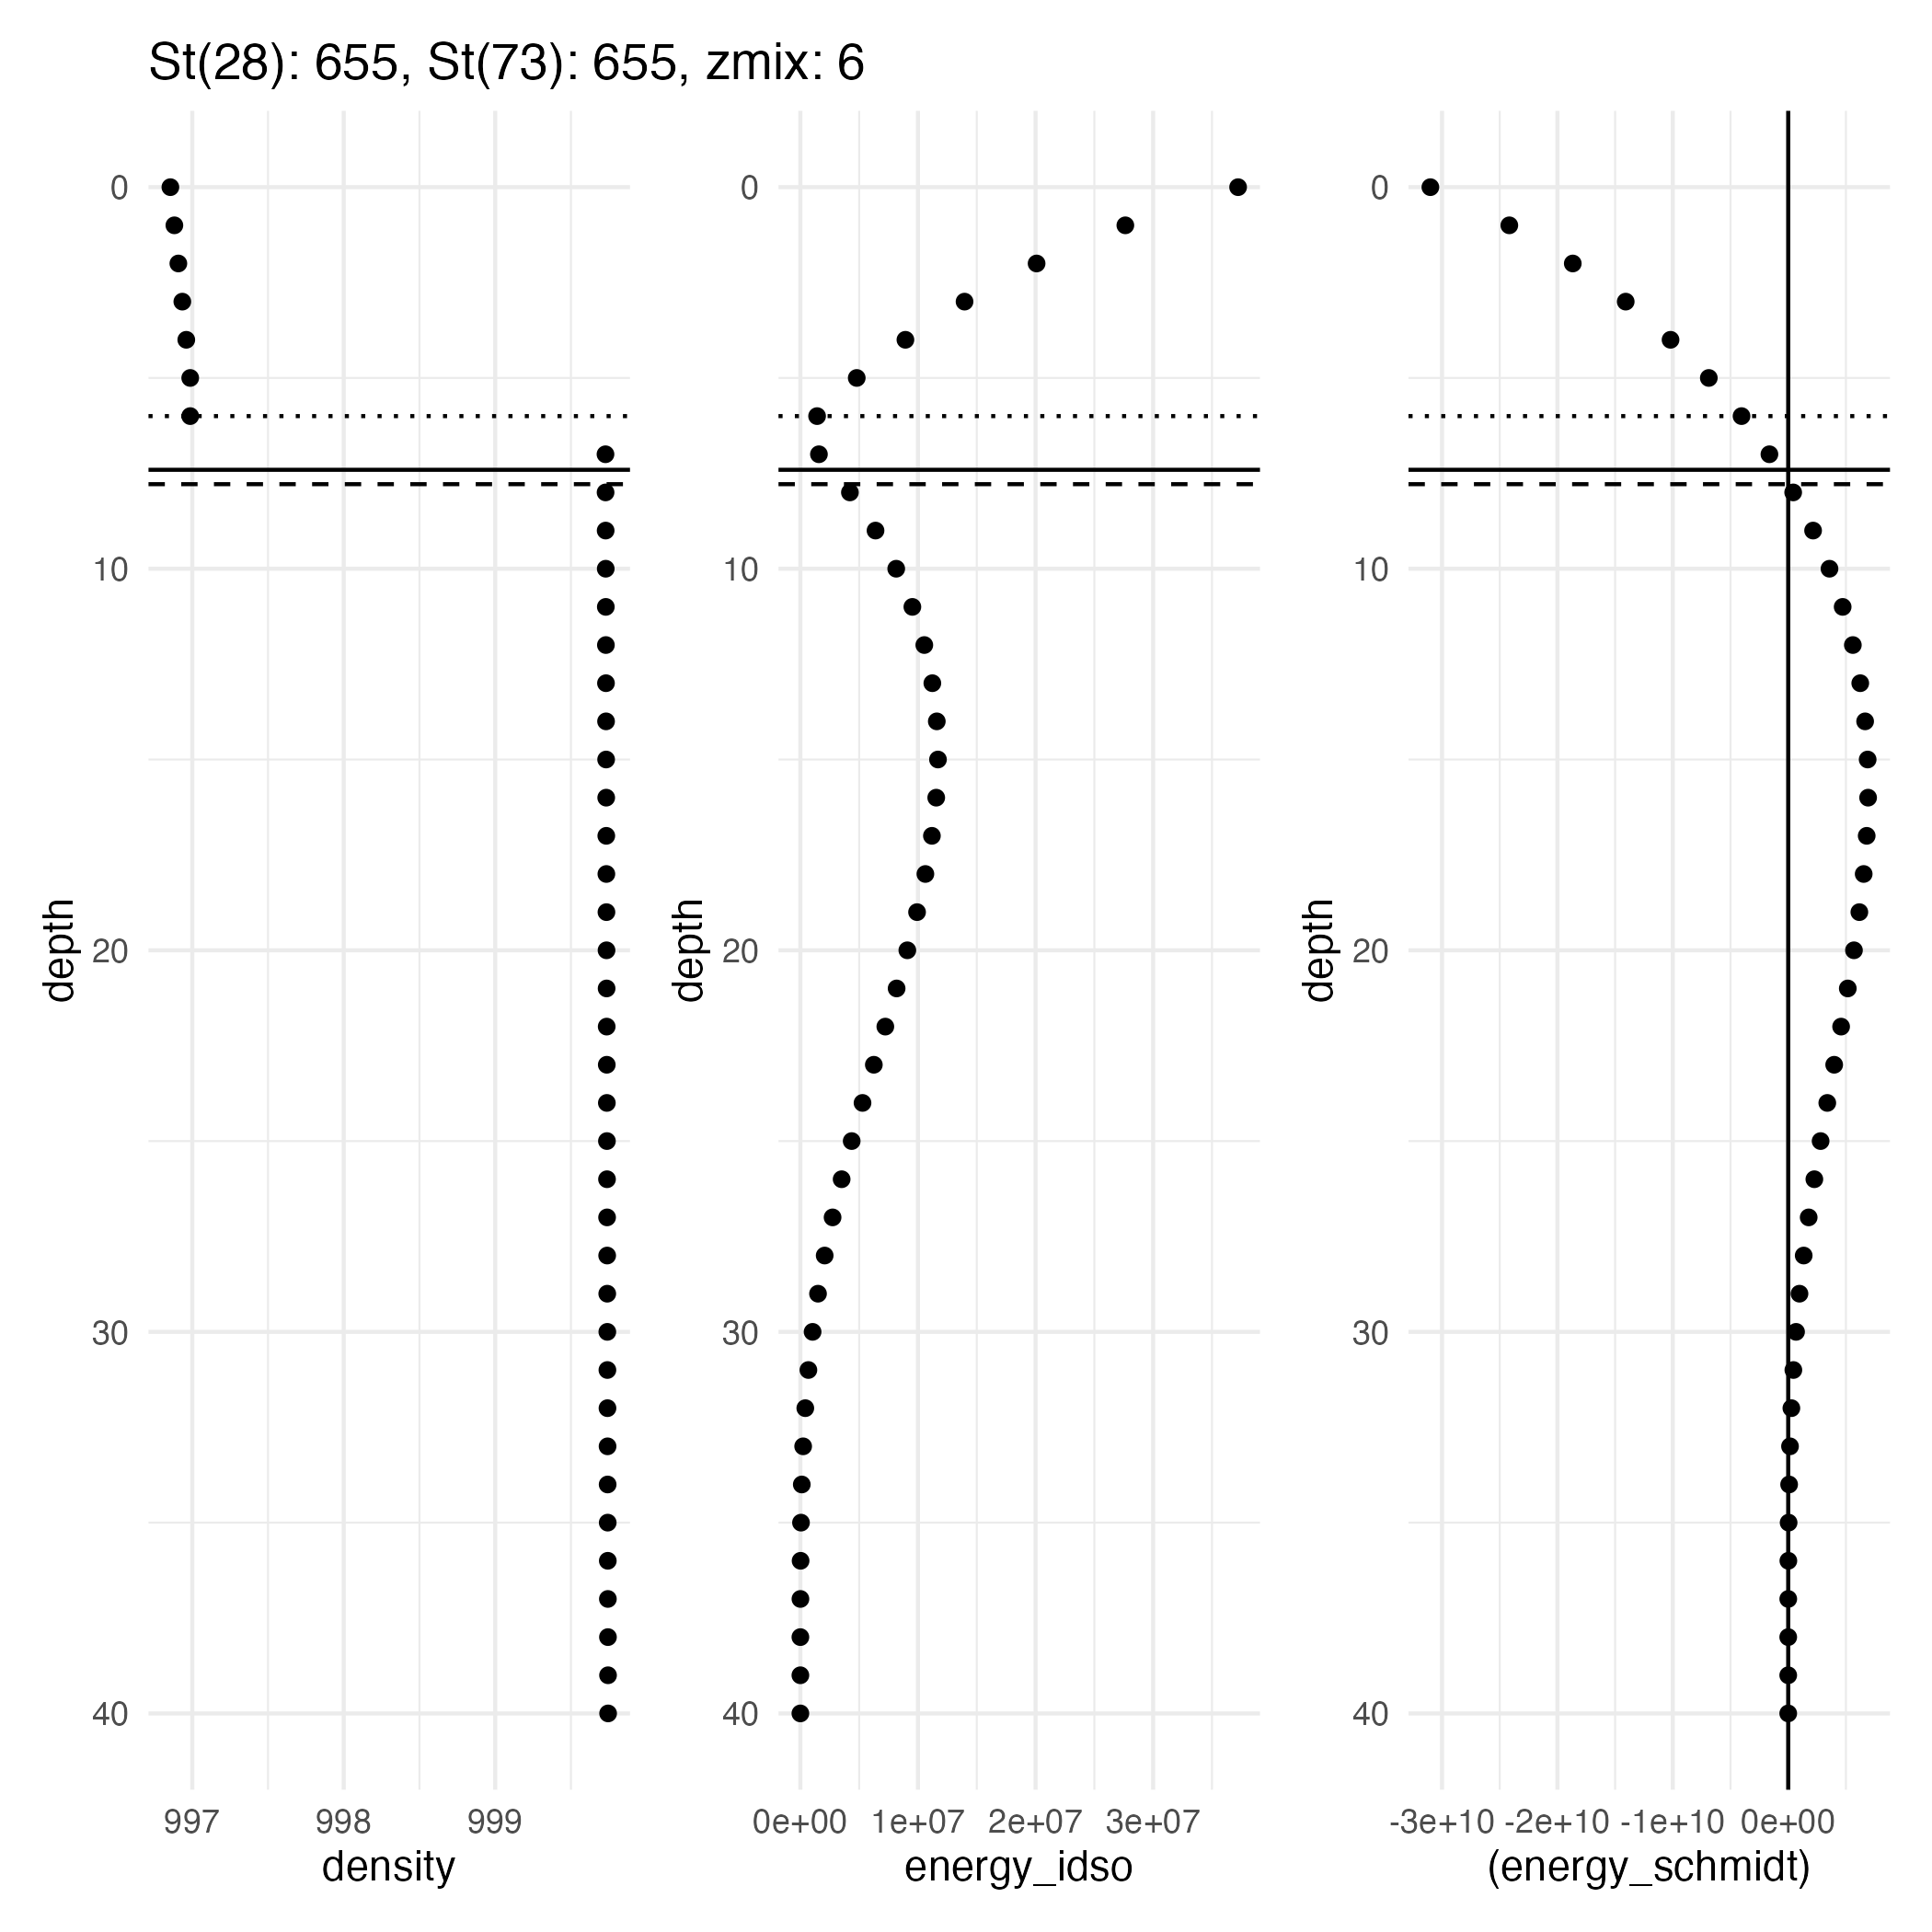 St(28): 655, St(73): 655, zmix: 6
depth
0
10
20
30
40
997 998 999
density
depth
0
10
20
30
40
0e+00 1e+07 2e+07 3e+07
energy_idso
depth
0
10
20
30
40
-3e+10 -2e+10 -1e+10 0e+00
(energy_schmidt)